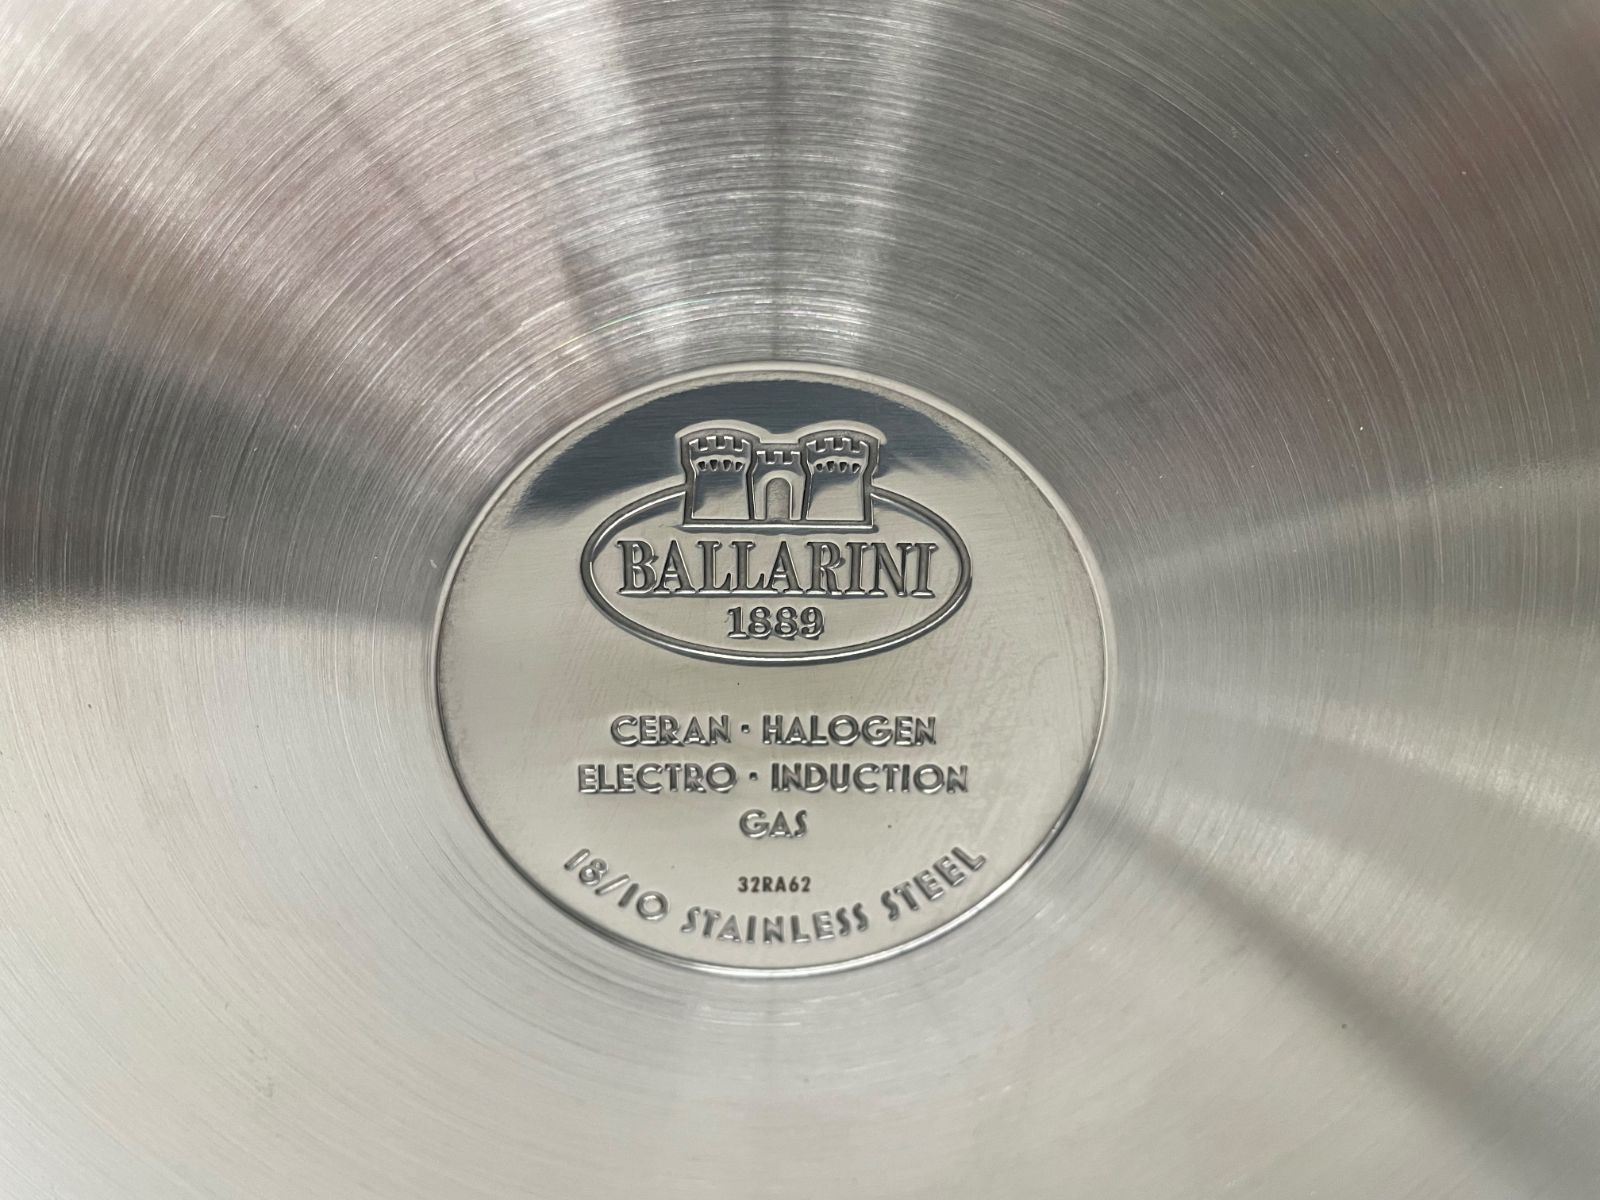 BALLARINI
1889
CERAN · HALOGEN
ELECTRO · INDUCTION
GAS
32RA62
18/10 STAINLESS STEEL